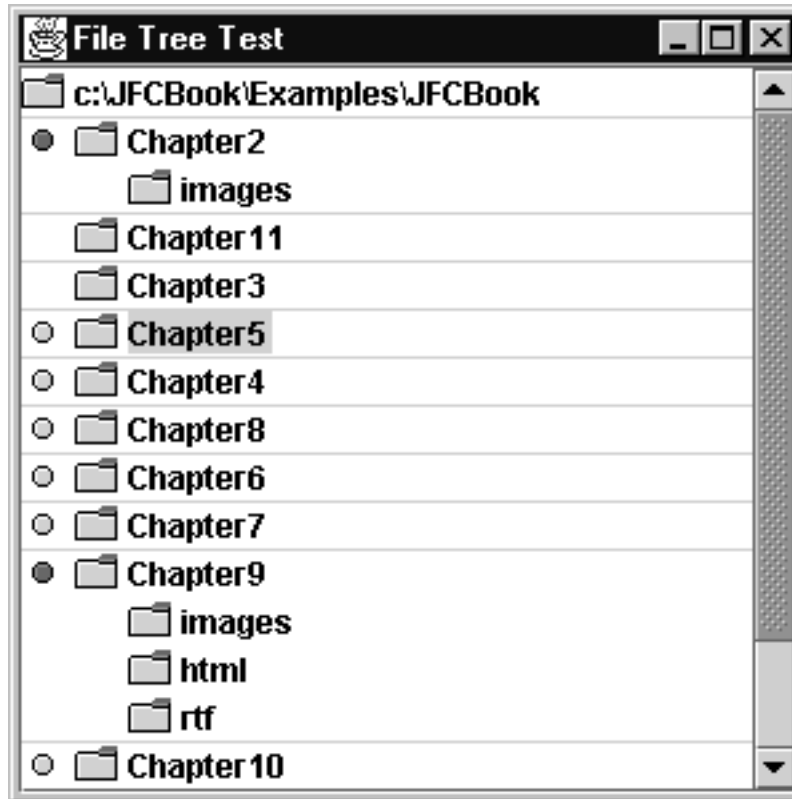 File Tree Test
c:\JFCBook\Examples\JFCBook
Chapter2
images
Chapter11
Chapter3
Chapter5
Chapter4
Chapter8
Chapter6
Chapter7
Chapter9
images
html
rtf
Chapter10